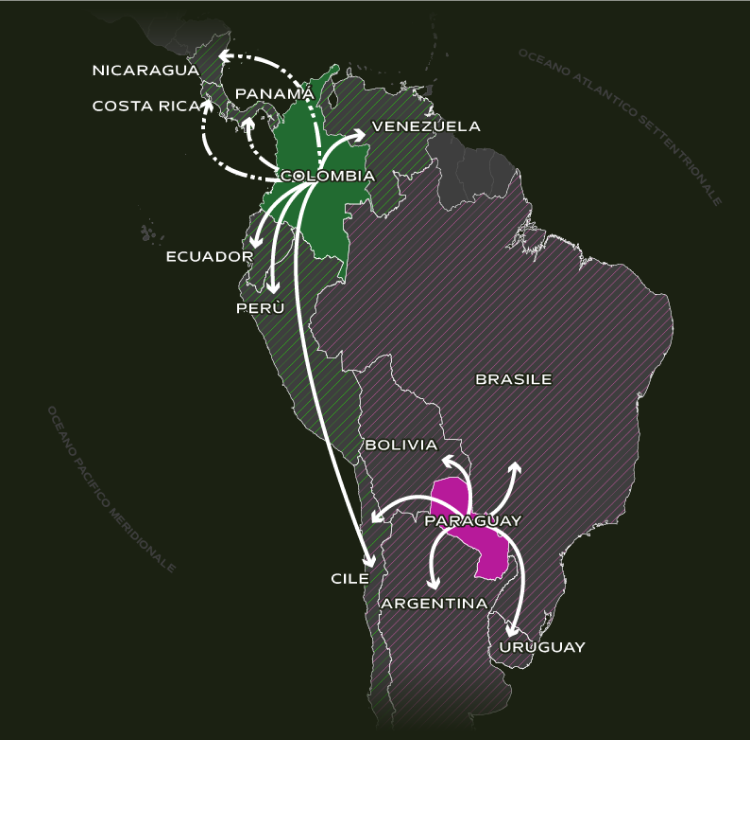 OCEANO ATLANTICO SETTENTRIONALE
NICARAGUA
PANAMÁ
COSTA RICA
VENEZUELA
COLOMBIA
ECUADOR
PERÙ
BRASILE
OCEANO PACIFICO MERIDIONALE
BOLIVIA
PARAGUAY
CILE
ARGENTINA
URUGUAY